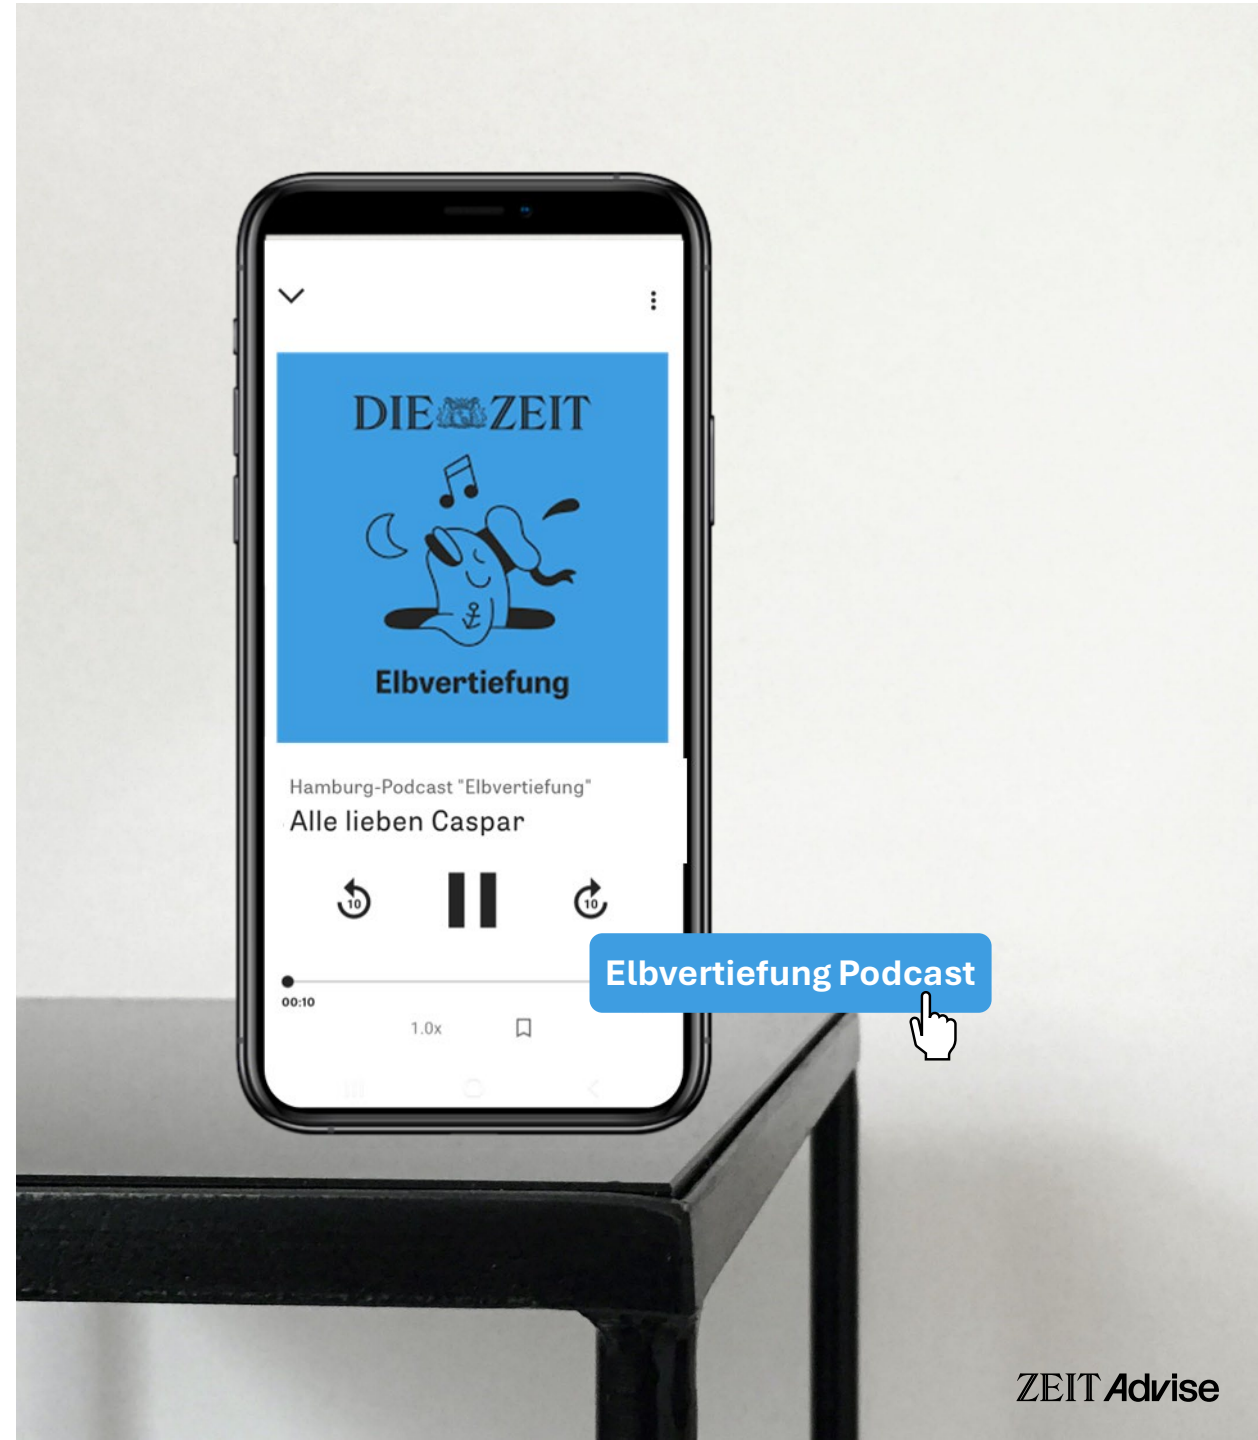 DIE ZEIT
Elbvertiefung
Hamburg-Podcast "Elbvertiefung"
Alle lieben Caspar
10
10
Elbvertiefung Podcast
00:10
1.0x
ZEIT Advise